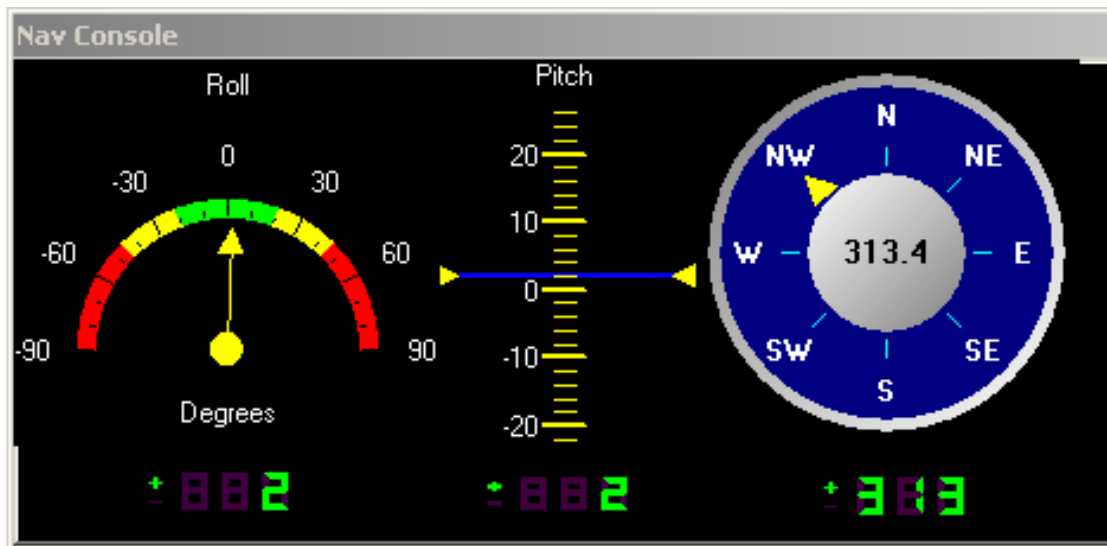 Nav Console
Roll
Pitch
0
-30
30
-60
60
-90
90
Degrees
20
10
0
-10
-20
N
NW
NE
W
313.4
E
SW
SE
S
+ 2
+ 2
+ 313